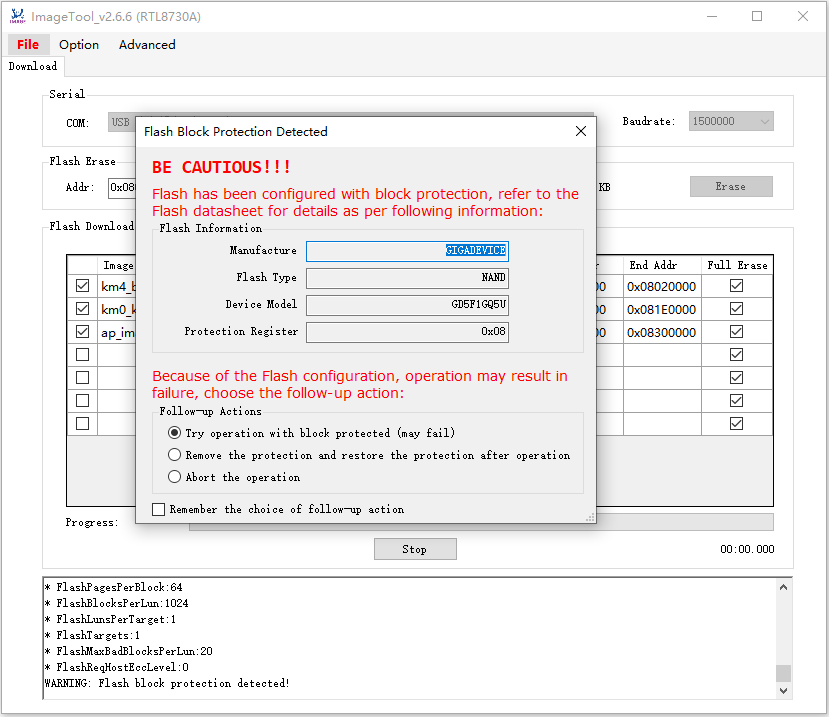 ImageTool_v2.6.6 (RTL8730A)
File Option Advanced
Download
Serial
COM: USB
Baudrate: 1500000
Flash Block Protection Detected
BE CAUTIOUS!!!
Flash has been configured with block protection, refer to the
Flash datasheet for details as per following information:
Flash Information
Manufacture GIGADEVICE
Flash Type NAND
Device Model GD5F1GQ5U
Protection Register 0x08
Because of the Flash configuration, operation may result in
failure, choose the follow-up action:
Follow-up Actions
Try operation with block protected (may fail)
Remove the protection and restore the protection after operation
Abort the operation
Remember the choice of follow-up action
Flash Erase
Addr: 0x08
KB
Erase
Flash Download
Image
End Addr Full Erase
km4_b 00 0x08020000
km0_k 00 0x081E0000
ap_im 00 0x08300000
Progress:
Stop
00:00.000
* FlashPagesPerBlock:64
* FlashBlocksPerLun:1024
* FlashLunsPerTarget:1
* FlashTargets:1
* FlashMaxBadBlocksPerLun:20
* FlashReqHostEccLevel:0
WARNING: Flash block protection detected!